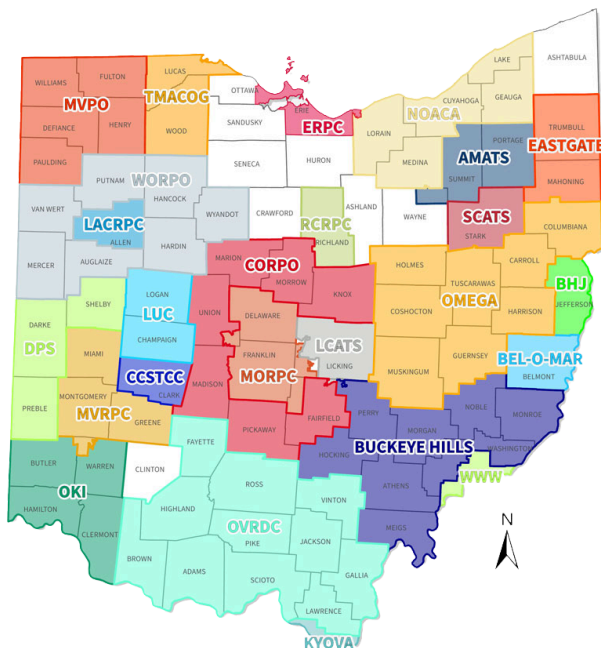 ASHTABULA
LAKE
LUCAS
FULTON
WILLIAMS
OTTAWA
TMACOG
MVPO
CUYAHOGA
GEAUGA
ERIE
NOACA
SANDUSKY
HENRY
ERPC
DEFIANCE
WOOD
LORAIN
TRUMBULL
PORTAGE
EASTGATE
AMATS
HURON
MEDINA
PAULDING
SENECA
PUTNAM
WORPO
SUMMIT
MAHONING
HANCOCK
VAN WERT
WYANDOT
CRAWFORD
ASHLAND
WAYNE
SCATS
LACRPC
RCRPC
COLUMBIANA
STARK
ALLEN
RICHLAND
HARDIN
MARION
CARROLL
AUGLAIZE
MERCER
CORPO
HOLMES
TUSCARAWAS
BHJ
MORROW
LOGAN
KNOX
OMEGA
SHELBY
JEFFERSON
UNION
DELAWARE
COSHOCTON
HARRISON
LUC
DARKE
CHAMPAIGN
LCATS
DPS
MIAMI
FRANKLIN
GUERNSEY
BEL-O-MAR
LICKING
CCSTCC
MORPC
MUSKINGUM
BELMONT
MADISON
CLARK
MONTGOMERY
PREBLE
NOBLE
MVRPC
PERRY
MONROE
FAIRFIELD
GREENE
PICKAWAY
MORGAN
FAYETTE
BUCKEYE HILLS
WASHINGTON
HOCKING
BUTLER
WARREN
CLINTON
WWW
ROSS
ATHENS
OKI
VINTON
HIGHLAND
HAMILTON
N
OVRDC
MEIGS
CLERMONT
PIKE
JACKSON
BROWN
ADAMS
SCIOTO
GALLIA
LAWRENCE
KYOVA